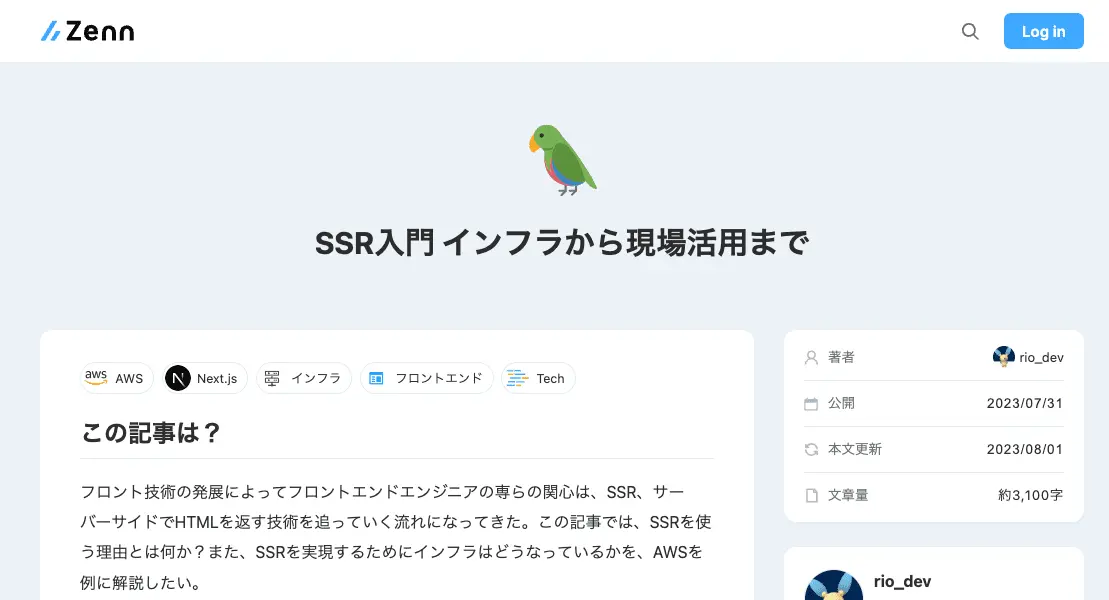 Zenn
Log in
SSR入門 インフラから現場活用まで
aws AWS
N Next.js
インフラ
フロントエンド
Tech
この記事は？
フロント技術の発展によってフロントエンドエンジニアの専らの関心は、SSR、サー
バーサイドでHTMLを返す技術を追っていく流れになってきた。この記事では、SSRを使
う理由とは何か？また、SSRを実現するためにインフラはどうなっているかを、AWSを
例に解説したい。
著者 rio_dev
公開 2023/07/31
本文更新 2023/08/01
文章量 約3,100字
rio_dev